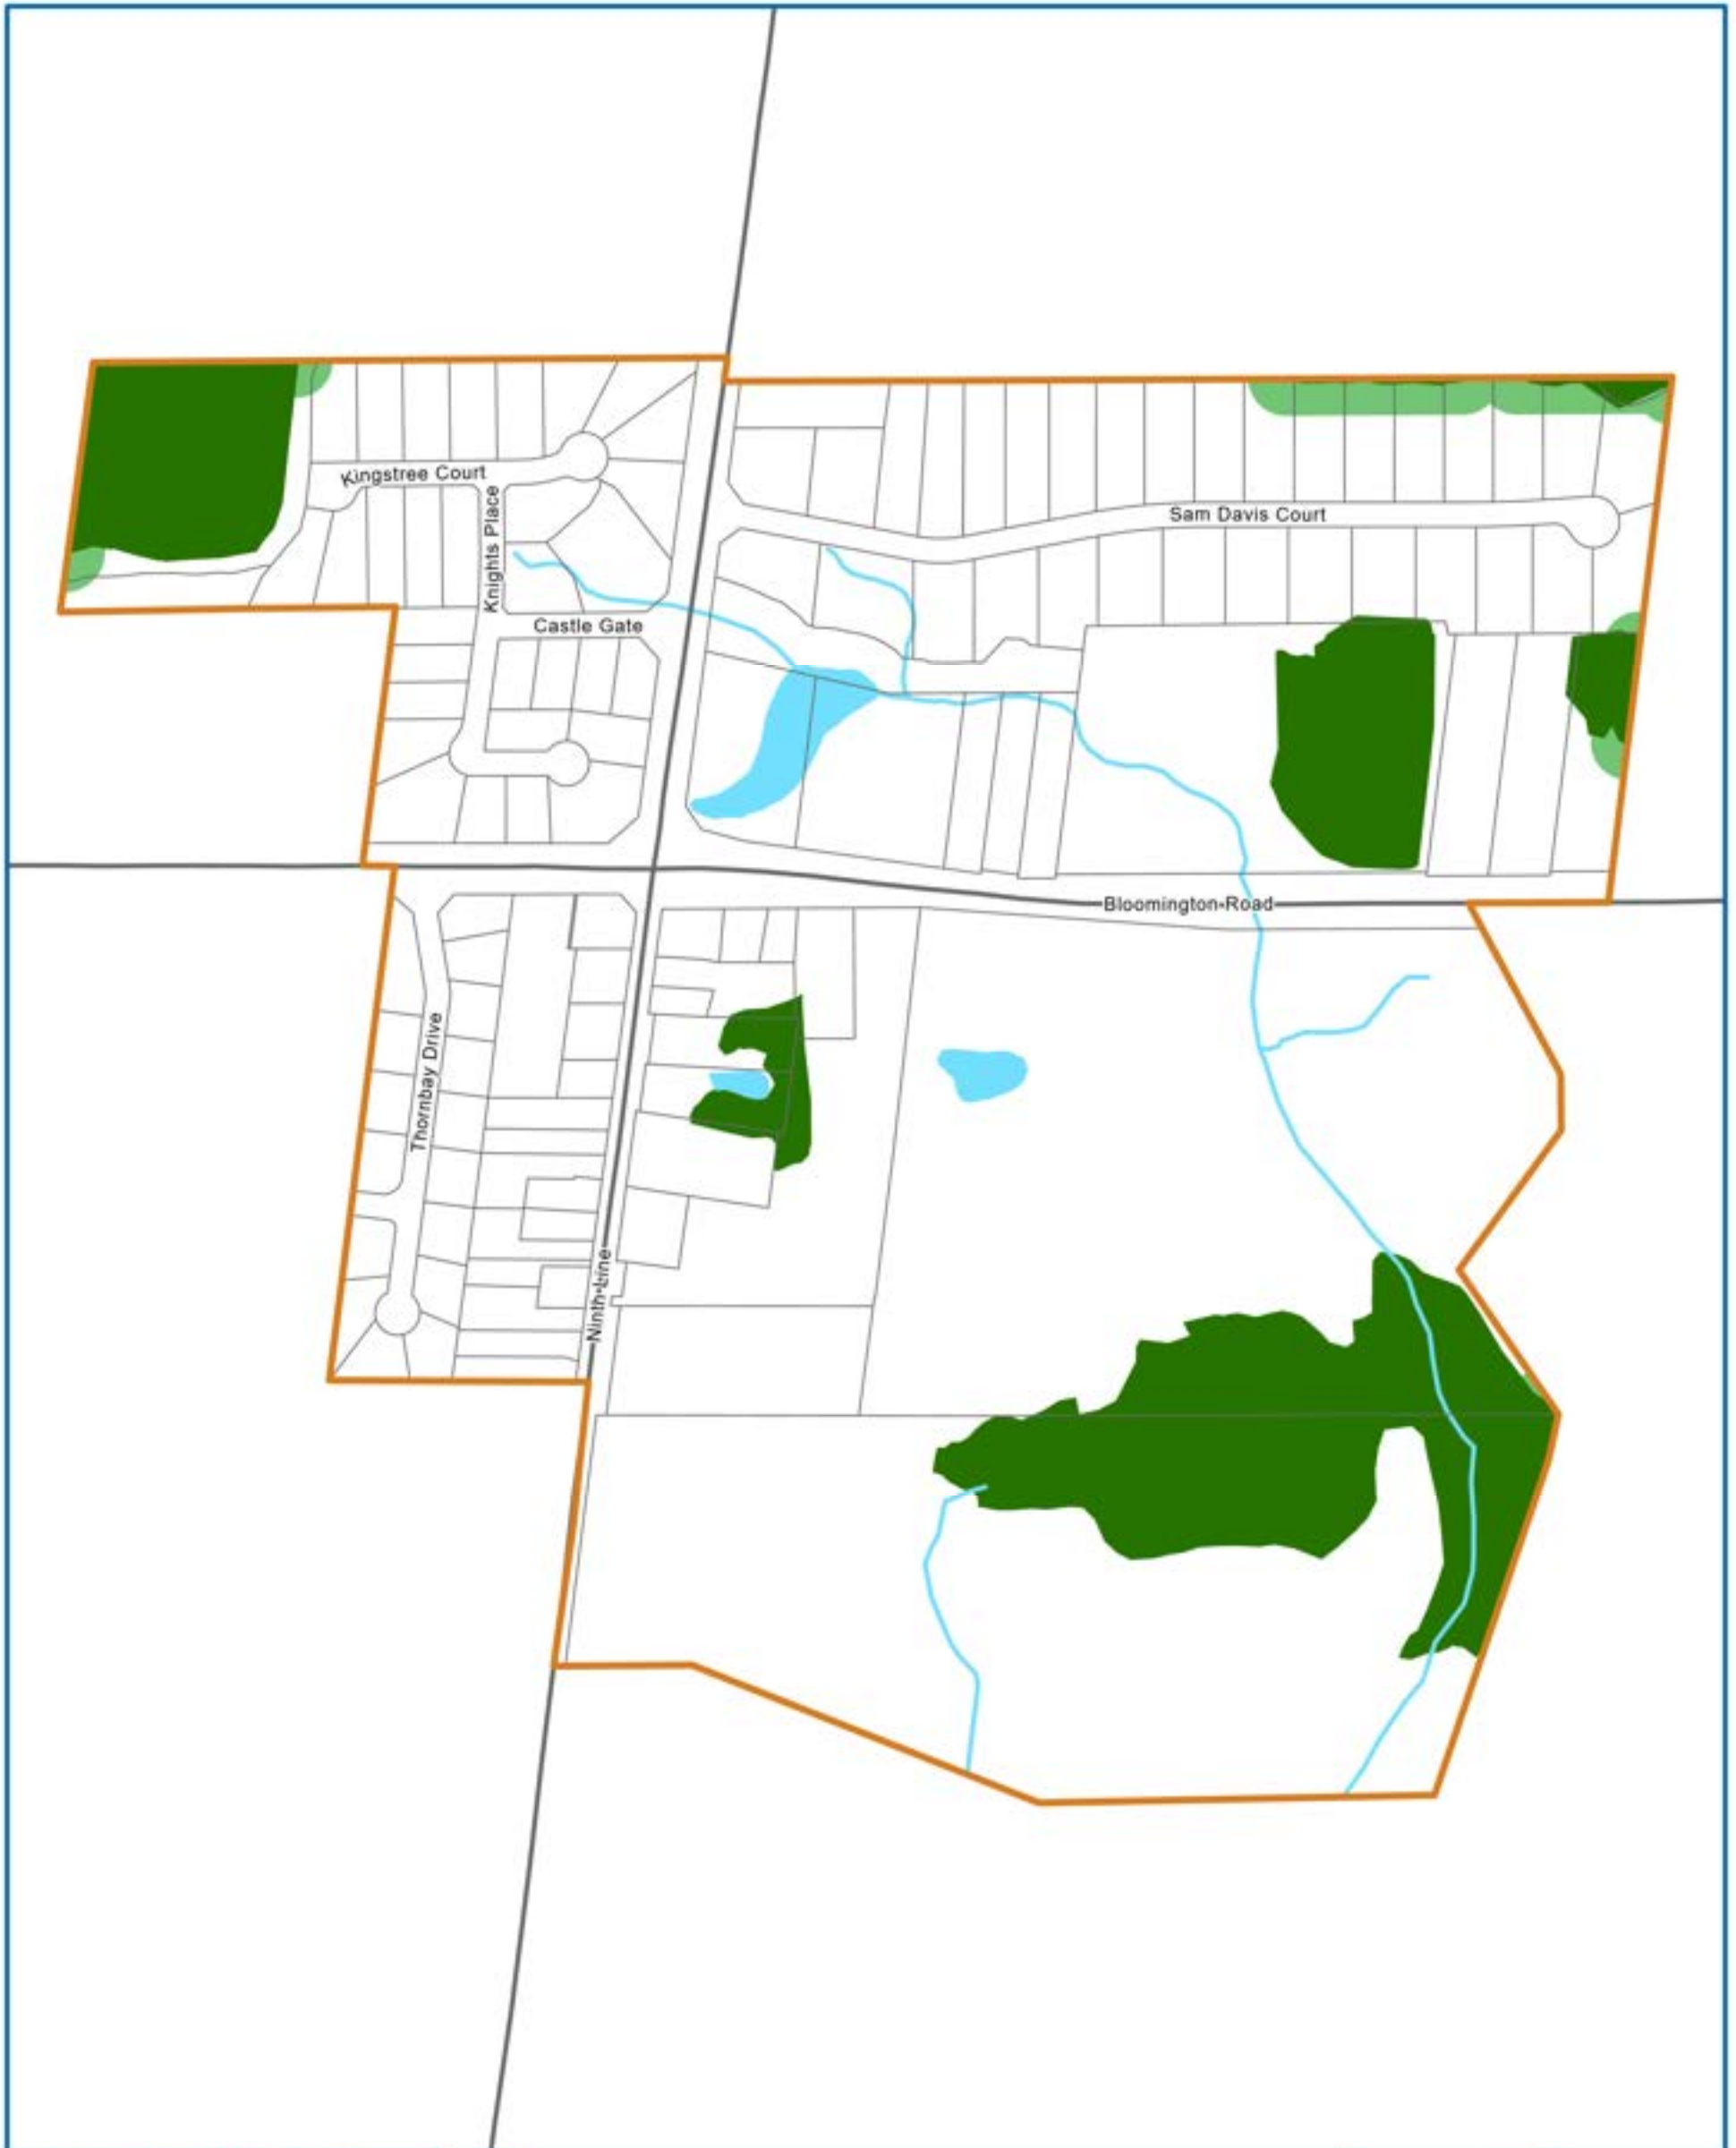 Kingstree Court
Knights Place
Sam Davis Court
Castle Gate
Bloomington Road
Thornbay Drive
Ninth Line